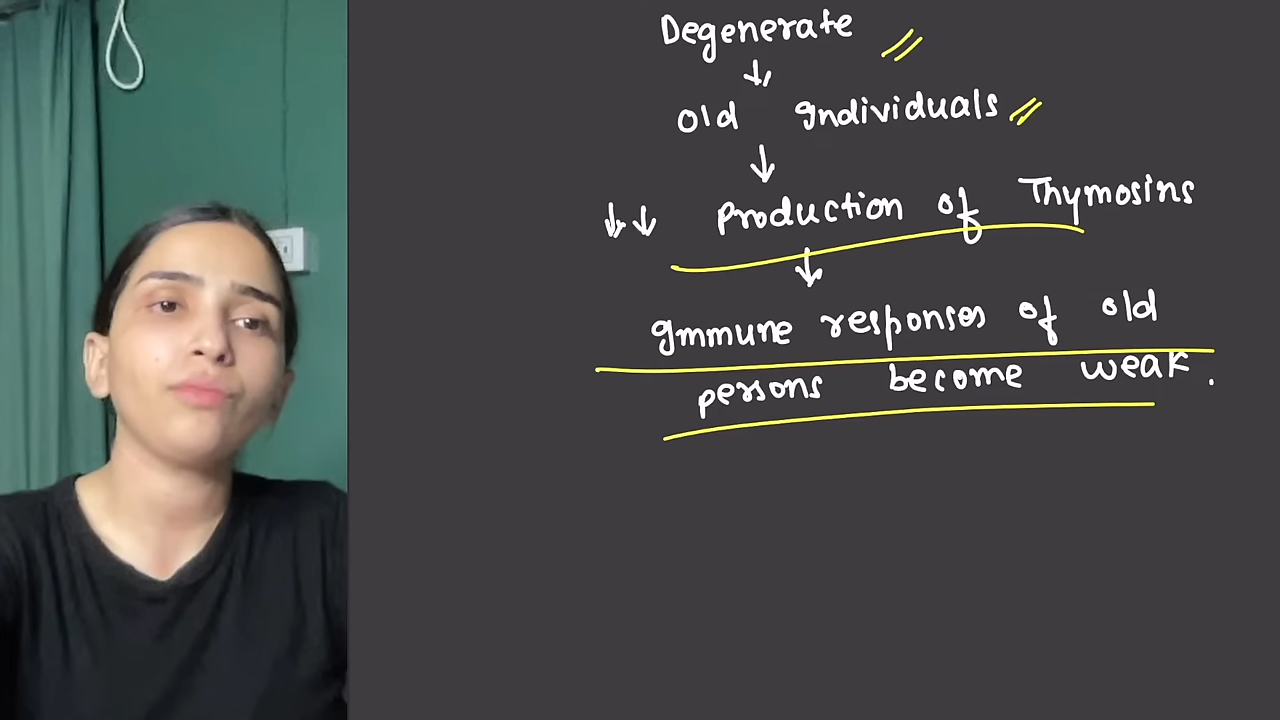 Degenerate
Old Individuals
Production of Thymosins
Immune responses of old
persons become weak.